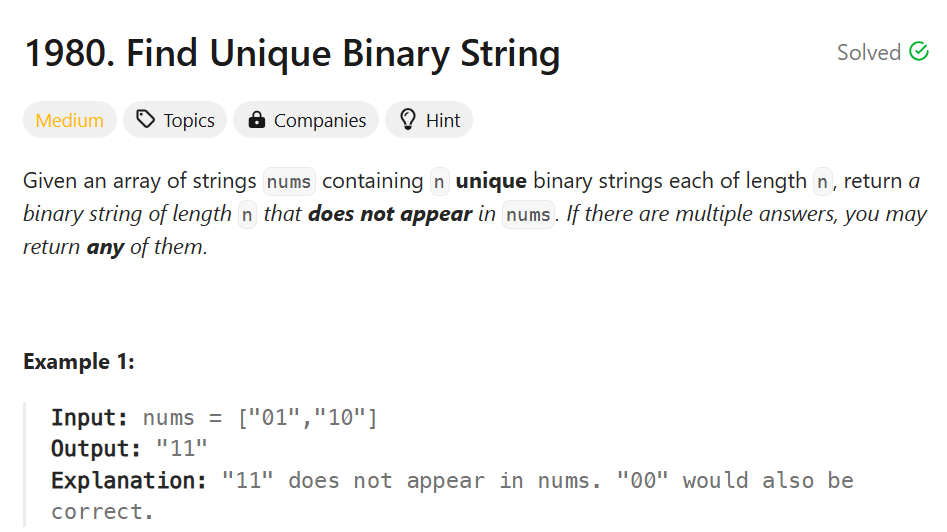 1980. Find Unique Binary String
Solved
Medium Topics Companies Hint
Given an array of strings nums containing n unique binary strings each of length n, return a
binary string of length n that does not appear in nums. If there are multiple answers, you may
return any of them.
Example 1:
Input: nums = ["01","10"]
Output: "11"
Explanation: "11" does not appear in nums. "00" would also be
correct.